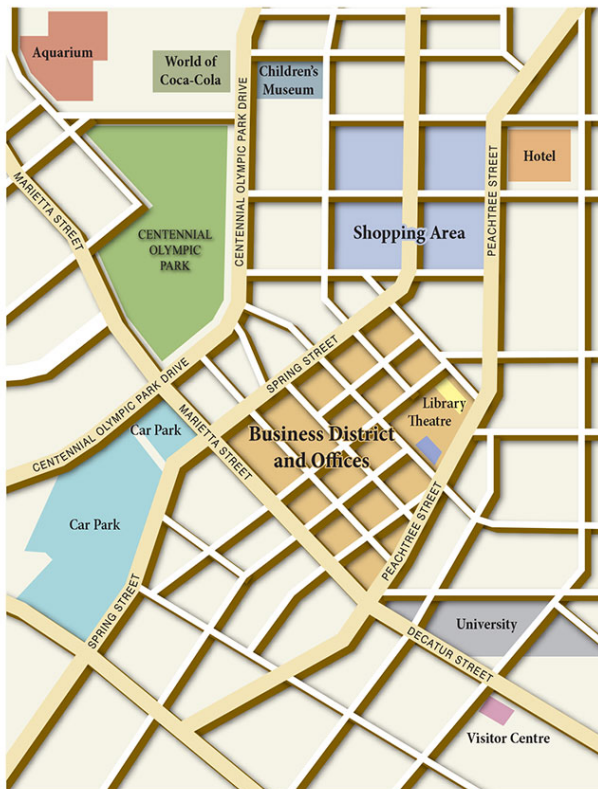 Aquarium
World of
Coca-Cola
Children's
Museum
CENTENNIAL OLYMPIC PARK DRIVE
PEACHTREE STREET
Hotel
MARIETTA STREET
CENTENNIAL
OLYMPIC
PARK
Shopping Area
SPRING STREET
CENTENNIAL OLYMPIC PARK DRIVE
Car Park
MARIETTA STREET
Library
Theatre
Business District
and Offices
Car Park
PEACHTREE STREET
SPRING STREET
University
DECATUR STREET
Visitor Centre